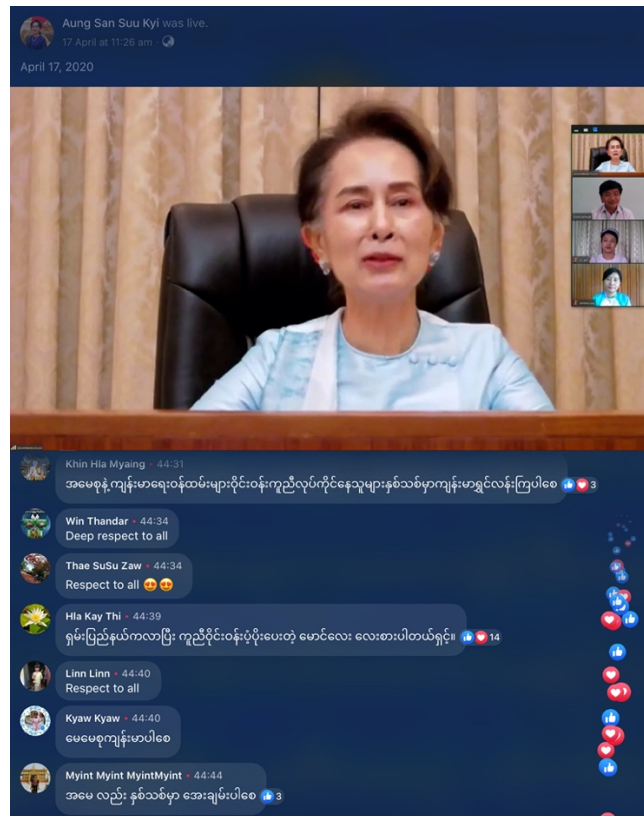 Aung San Suu Kyi was live.
17 April at 11:26 am ·
April 17, 2020
Khin Hla Myaing • 44:31
အမေစုနဲ့ ကျန်းမာရေးဝန်ထမ်းများဝိုင်းဝန်းကူညီလုပ်ကိုင်နေသူများနှစ်သစ်မှာကျန်းမာရွှင်လန်းကြပါစေ 3
Win Thandar • 44:34
Deep respect to all
Thae SuSu Zaw • 44:34
Respect to all 😍😍
Hla Kay Thi • 44:39
ရှမ်းပြည်နယ်ကလာပြီး ကူညီဝိုင်းဝန်းပံ့ပိုးပေးတဲ့ မောင်လေး လေးစားပါတယ်ရှင့်။ 14
Linn Linn • 44:40
Respect to all
Kyaw Kyaw • 44:40
မေမေစုကျန်းမာပါစေ
Myint Myint MyintMyint • 44:44
အမေ လည်း နှစ်သစ်မှာ အေးချမ်းပါစေ 3